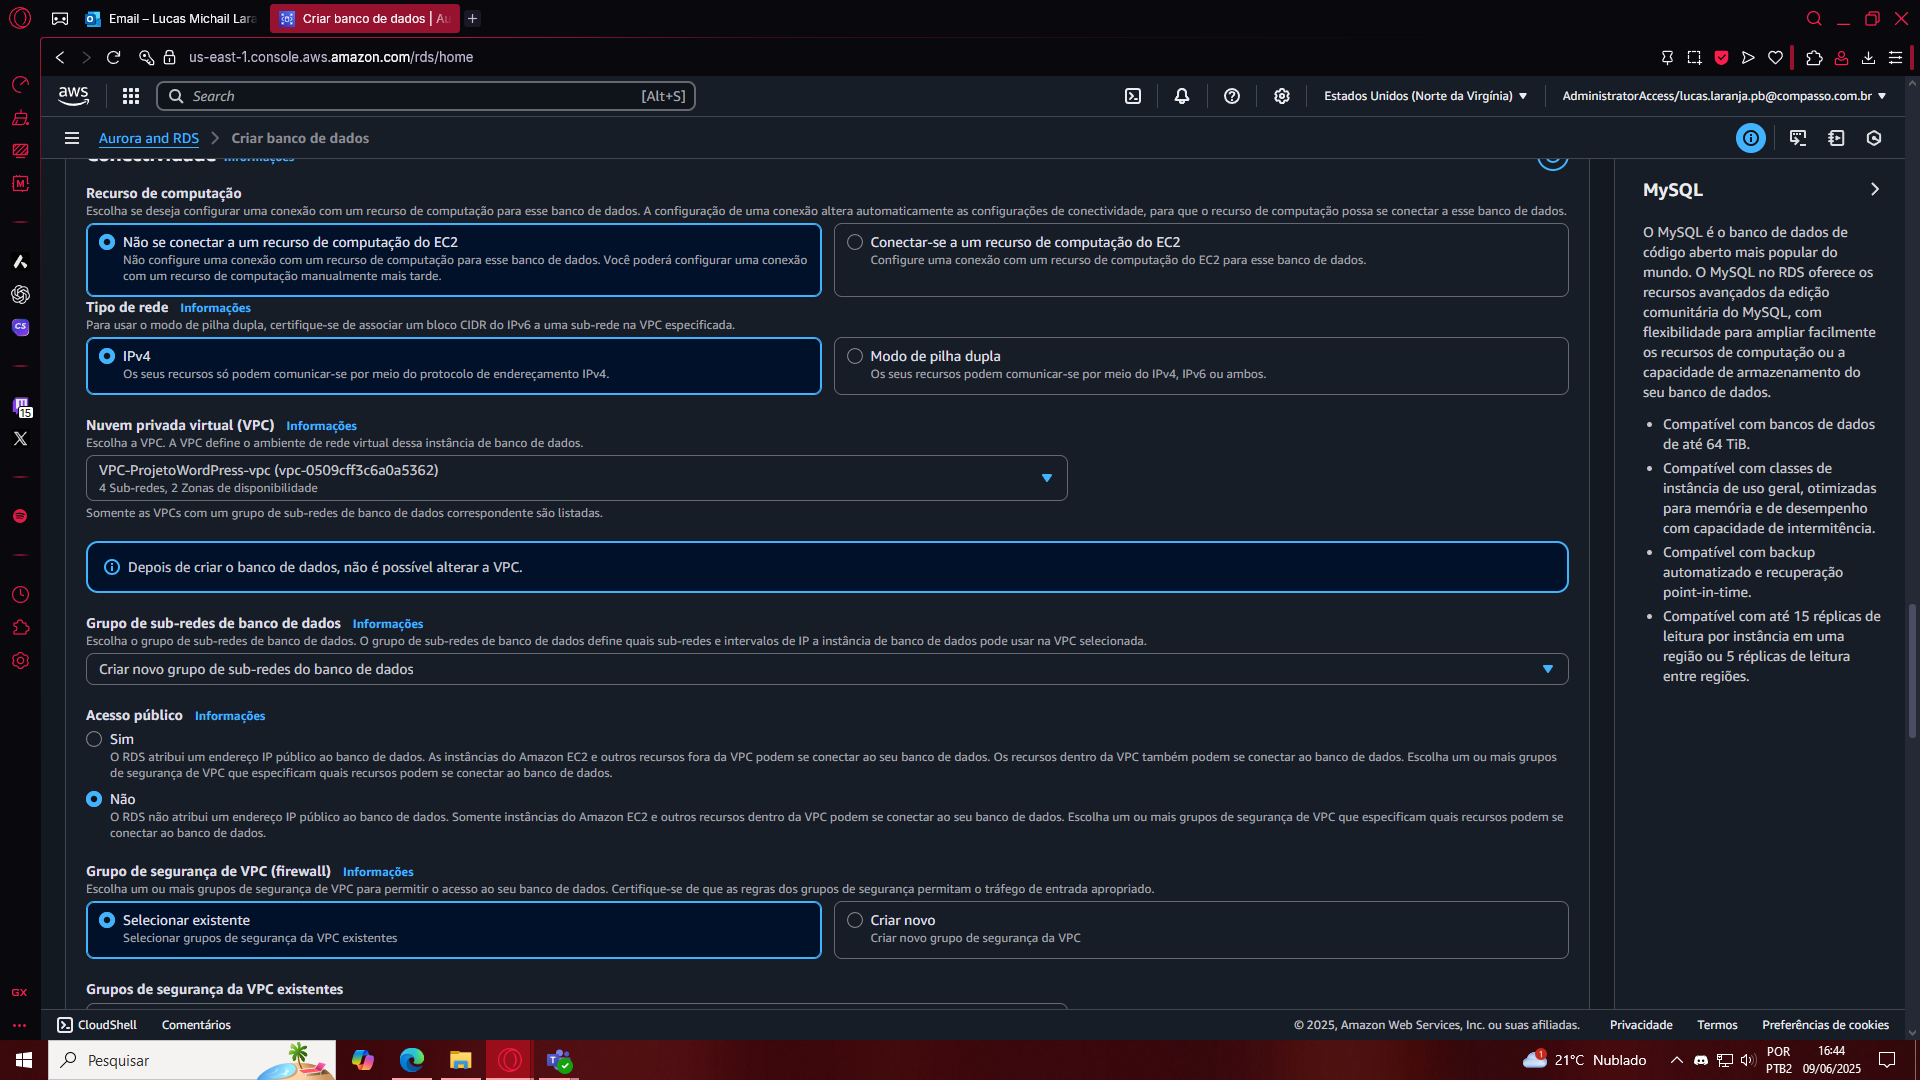 Email – Lucas Michail Lara
Criar banco de dados | Au
us-east-1.console.aws.amazon.com/rds/home
aws
Search
[Alt+S]
Estados Unidos (Norte da Virgínia)
AdministratorAccess/lucas.laranja.pb@compasso.com.br
Aurora and RDS
Criar banco de dados
Conectividade Informações
Recurso de computação
Escolha se deseja configurar uma conexão com um recurso de computação para esse banco de dados. A configuração de uma conexão altera automaticamente as configurações de conectividade, para que o recurso de computação possa se conectar a esse banco de dados.
Não se conectar a um recurso de computação do EC2
Não configure uma conexão com um recurso de computação para esse banco de dados. Você poderá configurar uma conexão
com um recurso de computação manualmente mais tarde.
Conectar-se a um recurso de computação do EC2
Configure uma conexão com um recurso de computação do EC2 para esse banco de dados.
Tipo de rede Informações
Para usar o modo de pilha dupla, certifique-se de associar um bloco CIDR do IPv6 a uma sub-rede na VPC especificada.
IPv4
Os seus recursos só podem comunicar-se por meio do protocolo de endereçamento IPv4.
Modo de pilha dupla
Os seus recursos podem comunicar-se por meio do IPv4, IPv6 ou ambos.
Nuvem privada virtual (VPC) Informações
Escolha a VPC. A VPC define o ambiente de rede virtual dessa instância de banco de dados.
VPC-ProjetoWordPress-vpc (vpc-0509cff3c6a0a5362)
4 Sub-redes, 2 Zonas de disponibilidade
Somente as VPCs com um grupo de sub-redes de banco de dados correspondente são listadas.
Depois de criar o banco de dados, não é possível alterar a VPC.
Grupo de sub-redes de banco de dados Informações
Escolha o grupo de sub-redes de banco de dados. O grupo de sub-redes de banco de dados define quais sub-redes e intervalos de IP a instância de banco de dados pode usar na VPC selecionada.
Criar novo grupo de sub-redes do banco de dados
Acesso público Informações
Sim
O RDS atribui um endereço IP público ao banco de dados. As instâncias do Amazon EC2 e outros recursos fora da VPC podem se conectar ao seu banco de dados. Os recursos dentro da VPC também podem se conectar ao banco de dados. Escolha um ou mais grupos
de segurança de VPC que especificam quais recursos podem se conectar ao banco de dados.
Não
O RDS não atribui um endereço IP público ao banco de dados. Somente instâncias do Amazon EC2 e outros recursos dentro da VPC podem se conectar ao seu banco de dados. Escolha um ou mais grupos de segurança de VPC que especificam quais recursos podem se
conectar ao banco de dados.
Grupo de segurança de VPC (firewall) Informações
Escolha um ou mais grupos de segurança de VPC para permitir o acesso ao seu banco de dados. Certifique-se de que as regras dos grupos de segurança permitam o tráfego de entrada apropriado.
Selecionar existente
Selecionar grupos de segurança da VPC existentes
Criar novo
Criar novo grupo de segurança da VPC
Grupos de segurança da VPC existentes
MySQL
O MySQL é o banco de dados de
código aberto mais popular do
mundo. O MySQL no RDS oferece os
recursos avançados da edição
comunitária do MySQL, com
flexibilidade para ampliar facilmente
os recursos de computação ou a
capacidade de armazenamento do
seu banco de dados.
• Compatível com bancos de dados
de até 64 TiB.
• Compatível com classes de
instância de uso geral, otimizadas
para memória e de desempenho
com capacidade de intermitência.
• Compatível com backup
automatizado e recuperação
point-in-time.
• Compatível com até 15 réplicas de
leitura por instância em uma
região ou 5 réplicas de leitura
entre regiões.
M
CS
15
GX
CloudShell
Comentários
© 2025, Amazon Web Services, Inc. ou suas afiliadas.
Privacidade
Termos
Preferências de cookies
Pesquisar
1
21°C Nublado
POR
PTB2
16:44
09/06/2025